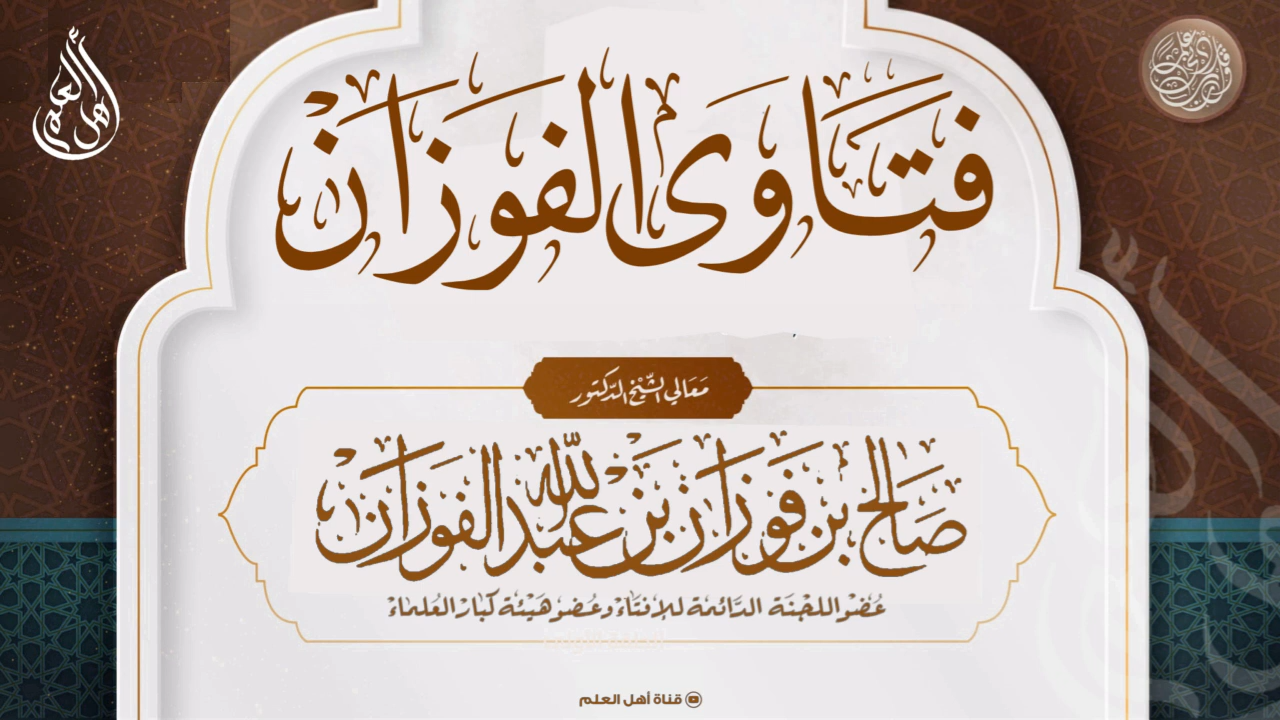 أهل العلم
فتاوى الفوزان
معالي الشيخ الدكتور
صالح بن فوزان بن عبد الله الفوزان
عضو اللجنة الدائمة للإفتاء وعضو هيئة كبار العلماء
قناة أهل العلم